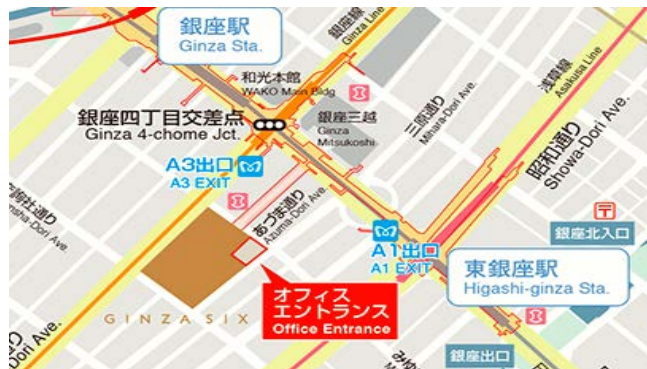 銀座駅
Ginza Sta.
銀座線
Ginza Line
和光本館
WAKO Main Bldg
銀座四丁目交差点
Ginza 4-chome Jct.
銀座三越
Ginza
Mitsukoshi
三原通り
Mihara-Dori Ave.
浅草線
Asakusa Line
昭和通り
Showa-Dori Ave.
A3出口
A3 EXIT
あづま通り
Azuma-Dori Ave.
A1出口
A1 EXIT
銀座北入口
東銀座駅
Higashi-ginza Sta.
オフィス
エントランス
Office Entrance
GINZA SIX
銀座出口